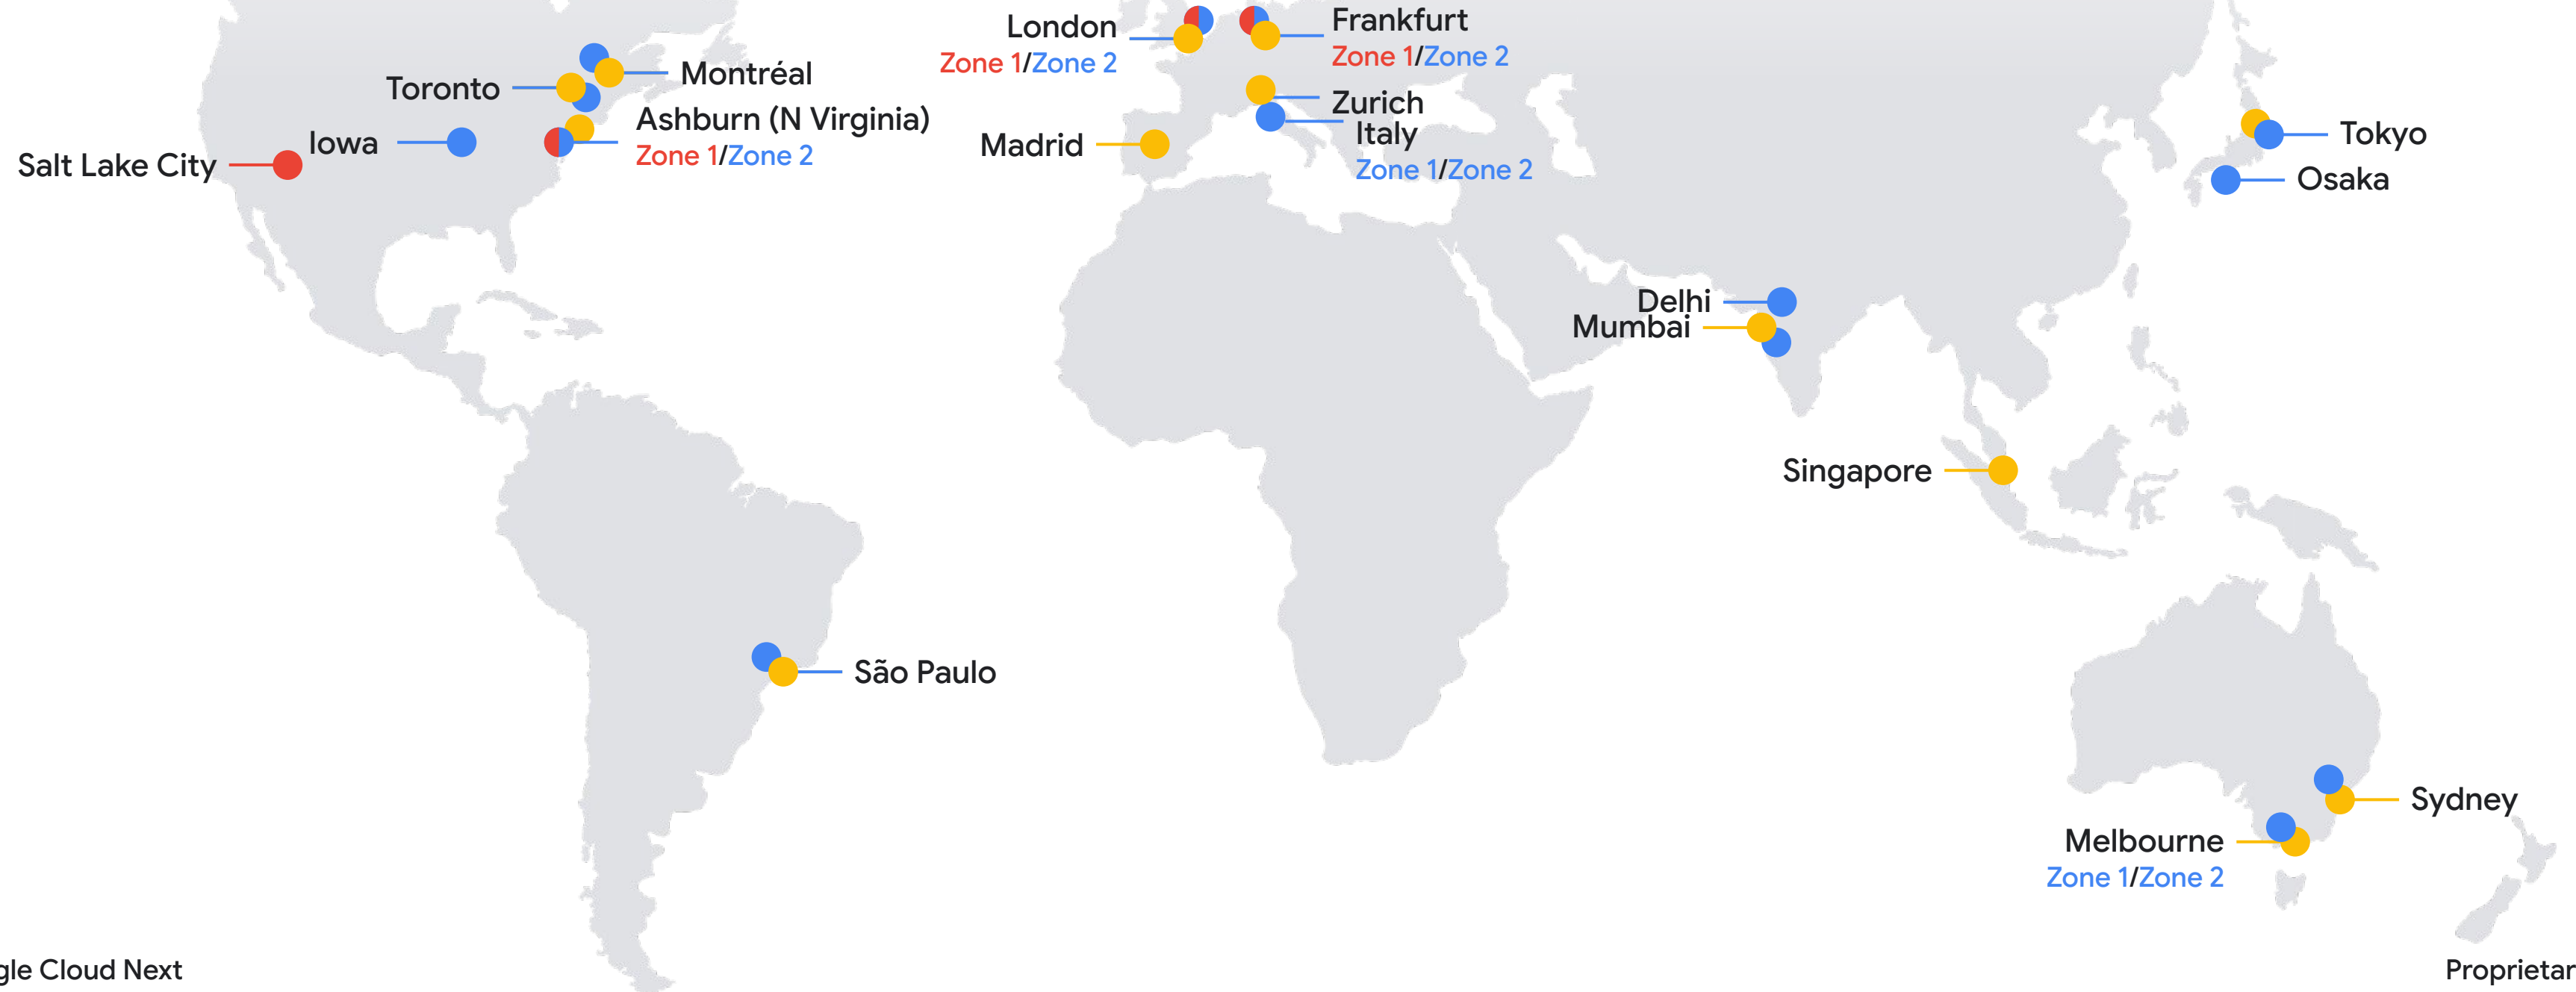 London
Zone 1/Zone 2
Frankfurt
Zone 1/Zone 2
Toronto
Montréal
Zurich
Ashburn (N Virginia)
Zone 1/Zone 2
Iowa
Salt Lake City
Madrid
Italy
Zone 1/Zone 2
Tokyo
Osaka
Delhi
Mumbai
Singapore
São Paulo
Sydney
Melbourne
Zone 1/Zone 2
gle Cloud Next
Proprietar